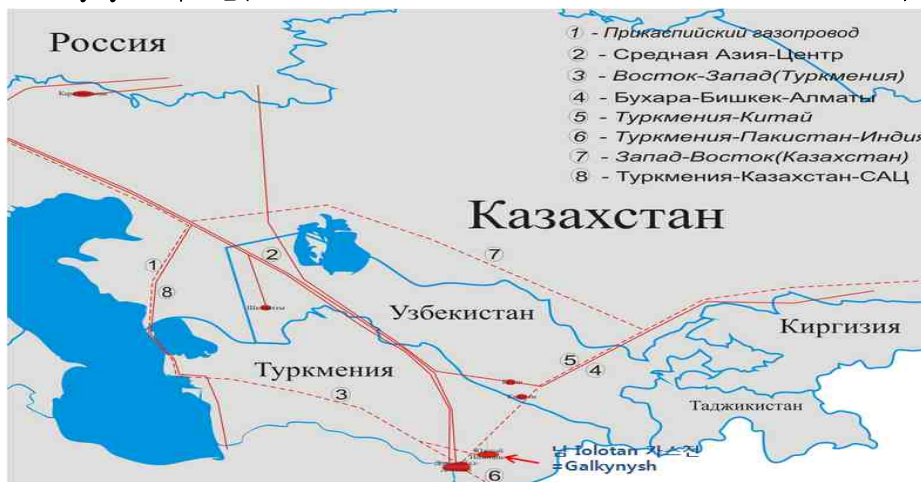 Россия
① - Прикаспийский газопровод
② - Средная Азия-Центр
③ - Восток-Запад(Туркмения)
④ - Бухара-Бишкек-Алматы
⑤ - Туркмения-Китай
⑥ - Туркмения-Пакистан-Индия
⑦ - Запад-Восток(Казахстан)
⑧ - Туркмения-Казахстан-САЦ
Казахстан
①
②
⑦
⑧
Узбекистан
Киргизия
Туркмения
⑤
④
③
Таджикистан
남 Iolotan 가스전
=Galkynysh
⑥